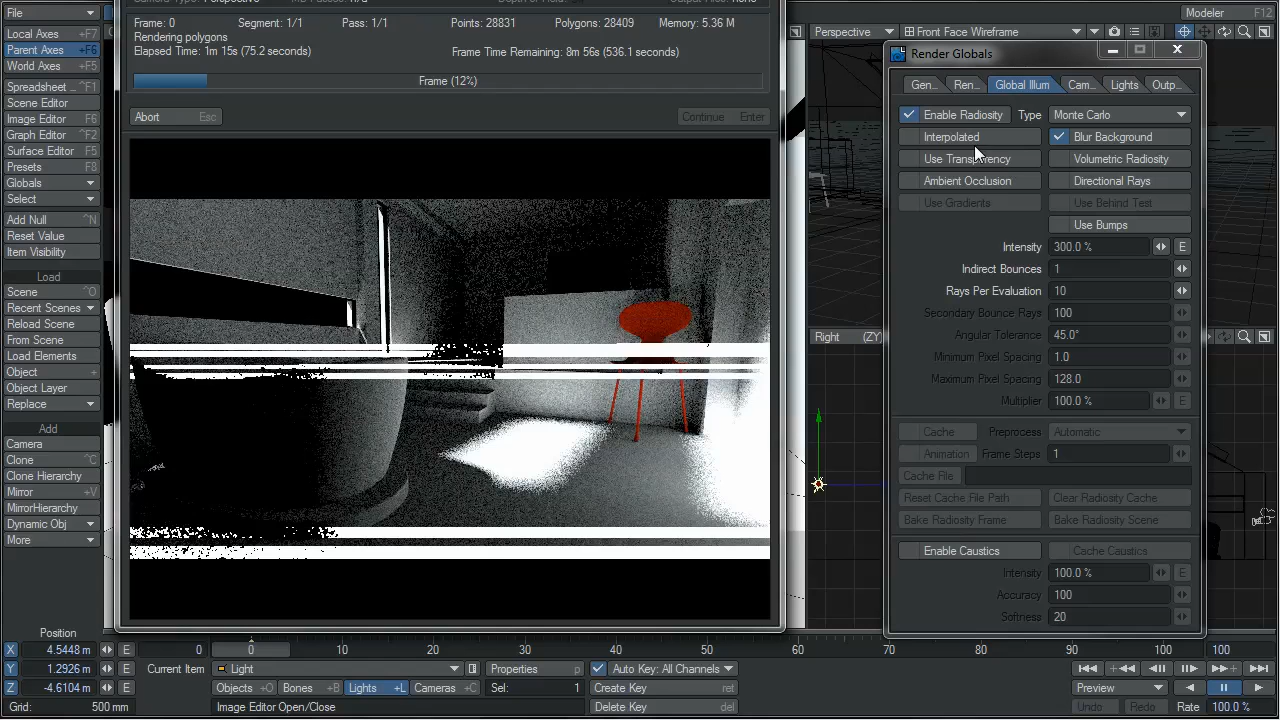 File
Modeler
F12
Local Axes +F7
Parent Axes +F6
World Axes +F5
Spreadsheet ... ^F1
Scene Editor
Image Editor F6
Graph Editor ^F2
Surface Editor F5
Presets F8
Globals
Select
Add Null ^N
Reset Value
Item Visibility
Load
Scene ^O
Recent Scenes
Reload Scene
From Scene
Load Elements
Object +
Object Layer
Replace
Add
Camera
Clone ^C
Clone Hierarchy
Mirror +V
MirrorHierarchy
Dynamic Obj
More
Frame: 0 Segment: 1/1 Pass: 1/1 Points: 28831 Polygons: 28409 Memory: 5.36 M
Rendering polygons
Elapsed Time: 1m 15s (75.2 seconds) Frame Time Remaining: 8m 56s (536.1 seconds)
Frame (12%)
Abort Esc Continue Enter
Perspective Front Face Wireframe
Right (ZY)
Render Globals
Gen... Ren... Global Illum Cam... Lights Outp...
Enable Radiosity Type Monte Carlo
Interpolated Blur Background
Use Transparency Volumetric Radiosity
Ambient Occlusion Directional Rays
Use Gradients Use Behind Test
Use Bumps
Intensity 300.0 % E
Indirect Bounces 1
Rays Per Evaluation 10
Secondary Bounce Rays 100
Angular Tolerance 45.0°
Minimum Pixel Spacing 1.0
Maximum Pixel Spacing 128.0
Multiplier 100.0 % E
Cache Preprocess Automatic
Animation Frame Steps 1
Cache File
Reset Cache File Path Clear Radiosity Cache
Bake Radiosity Frame Bake Radiosity Scene
Enable Caustics Cache Caustics
Intensity 100.0 % E
Accuracy 100
Softness 20
Position
X 4.5448 m E
Y 1.2926 m E
Z -4.6104 m E
Grid: 500 mm
0 0 10 20 30 40 50 60 70 80 90 100 100
Current Item Light Properties p Auto Key: All Channels
Objects +O Bones +B Lights +L Cameras +C Sel: 1 Create Key ret
Image Editor Open/Close Delete Key del
Preview
Undo Redo Rate 100.0 %